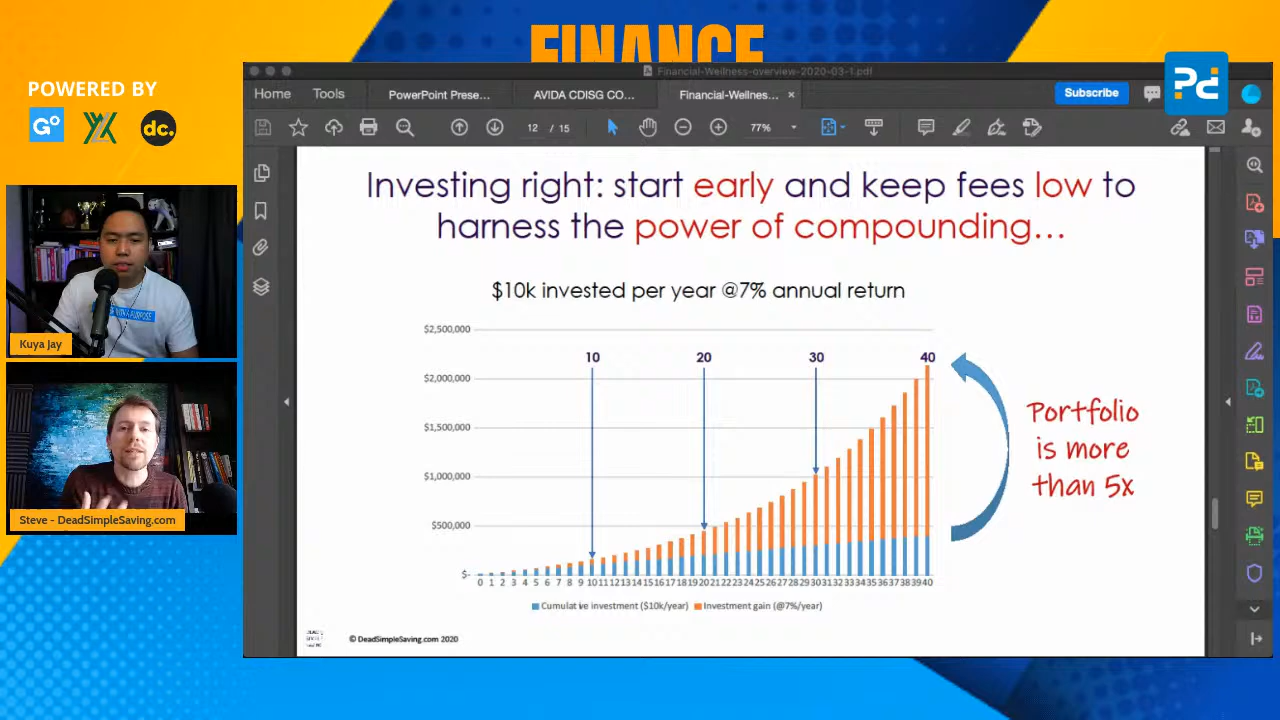 FINANCE
POWERED BY
GO
YX
dc.
Pd
Financial-Wellness-overview-2020-03-1.pdf
Home
Tools
PowerPoint Prese...
AVIDA CDISG CO...
Financial-Wellness...
×
Subscribe
12 / 15
77%
Investing right: start early and keep fees low to
harness the power of compounding...
$10k invested per year @7% annual return
$2,500,000
$2,000,000
$1,500,000
$1,000,000
$500,000
$-
10
20
30
40
0 1 2 3 4 5 6 7 8 9 10 11 12 13 14 15 16 17 18 19 20 21 22 23 24 25 26 27 28 29 30 31 32 33 34 35 36 37 38 39 40
Cumulative investment ($10k/year)
Investment gain (@7%/year)
Portfolio
is more
than 5x
© DeadSimpleSaving.com 2020
Kuya Jay
Steve - DeadSimpleSaving.com